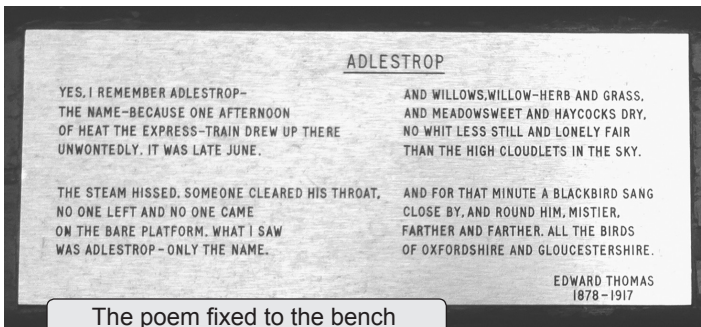 ADLESTROP
YES, I REMEMBER ADLESTROP-
THE NAME-BECAUSE ONE AFTERNOON
OF HEAT THE EXPRESS-TRAIN DREW UP THERE
UNWONTEDLY. IT WAS LATE JUNE.
THE STEAM HISSED. SOMEONE CLEARED HIS THROAT,
NO ONE LEFT AND NO ONE CAME
ON THE BARE PLATFORM. WHAT I SAW
WAS ADLESTROP-ONLY THE NAME.
AND WILLOWS,WILLOW-HERB AND GRASS,
AND MEADOWSWEET AND HAYCOCKS DRY,
NO WHIT LESS STILL AND LONELY FAIR
THAN THE HIGH CLOUDLETS IN THE SKY.
AND FOR THAT MINUTE A BLACKBIRD SANG
CLOSE BY, AND ROUND HIM, MISTIER,
FARTHER AND FARTHER. ALL THE BIRDS
OF OXFORDSHIRE AND GLOUCESTERSHIRE.
EDWARD THOMAS
1878-1917
The poem fixed to the bench